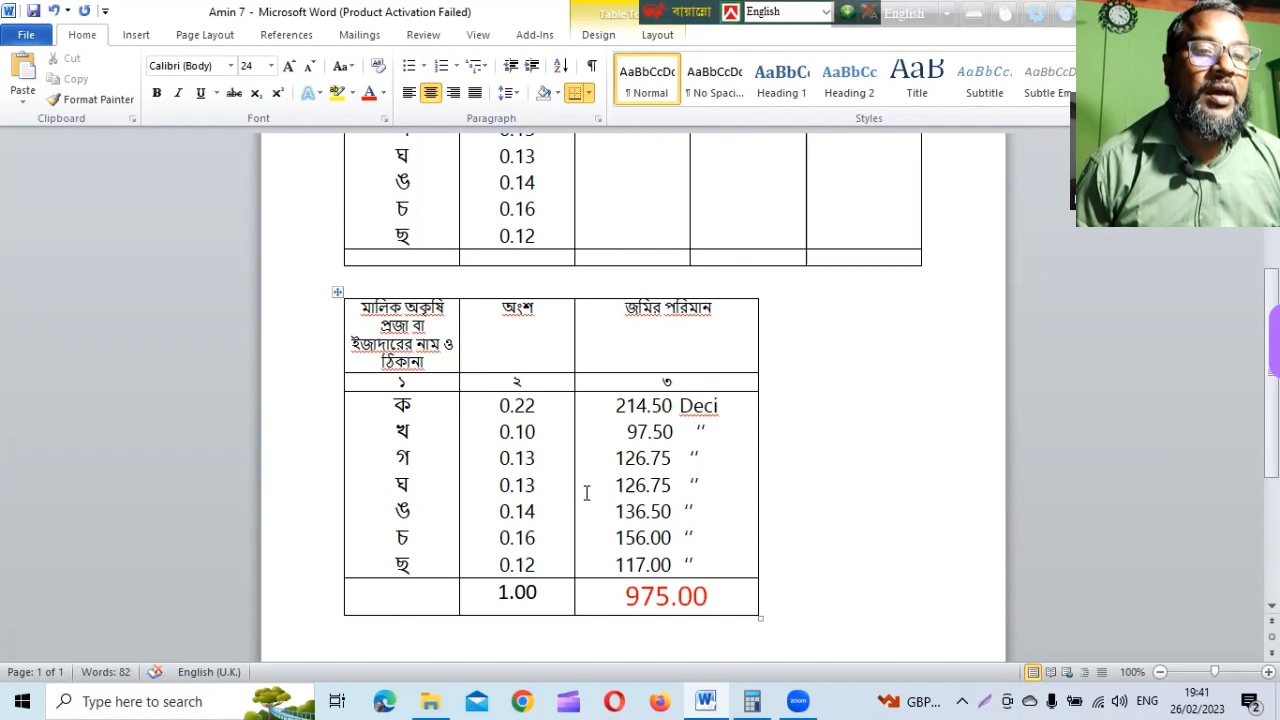 Amin 7 - Microsoft Word (Product Activation Failed)
বায়ান্নো
English
English
File Home Insert Page Layout References Mailings Review View Add-Ins Design Layout
Paste
Cut
Copy
Format Painter
Clipboard
Calibri (Body) 24
Font
Paragraph
AaBbCcDc AaBbCcDc AaBbC AaBbCc AaB AaBbCc AaBbCcD
¶ Normal ¶ No Spaci... Heading 1 Heading 2 Title Subtitle Subtle Em
Styles
ঘ 0.13
ঙ 0.14
চ 0.16
ছ 0.12
মালিক অকৃষি
প্রজা বা
ইজাদারের নাম ও
ঠিকানা
অংশ
জমির পরিমান
১ ২ ৩
ক 0.22 214.50 Deci
খ 0.10 97.50 ‘‘
গ 0.13 126.75 ‘‘
ঘ 0.13 126.75 ‘‘
ঙ 0.14 136.50 ‘‘
চ 0.16 156.00 ‘‘
ছ 0.12 117.00 ‘‘
1.00 975.00
Page: 1 of 1 Words: 82 English (U.K.) 100%
Type here to search
GBP... ENG
19:41
26/02/2023
2